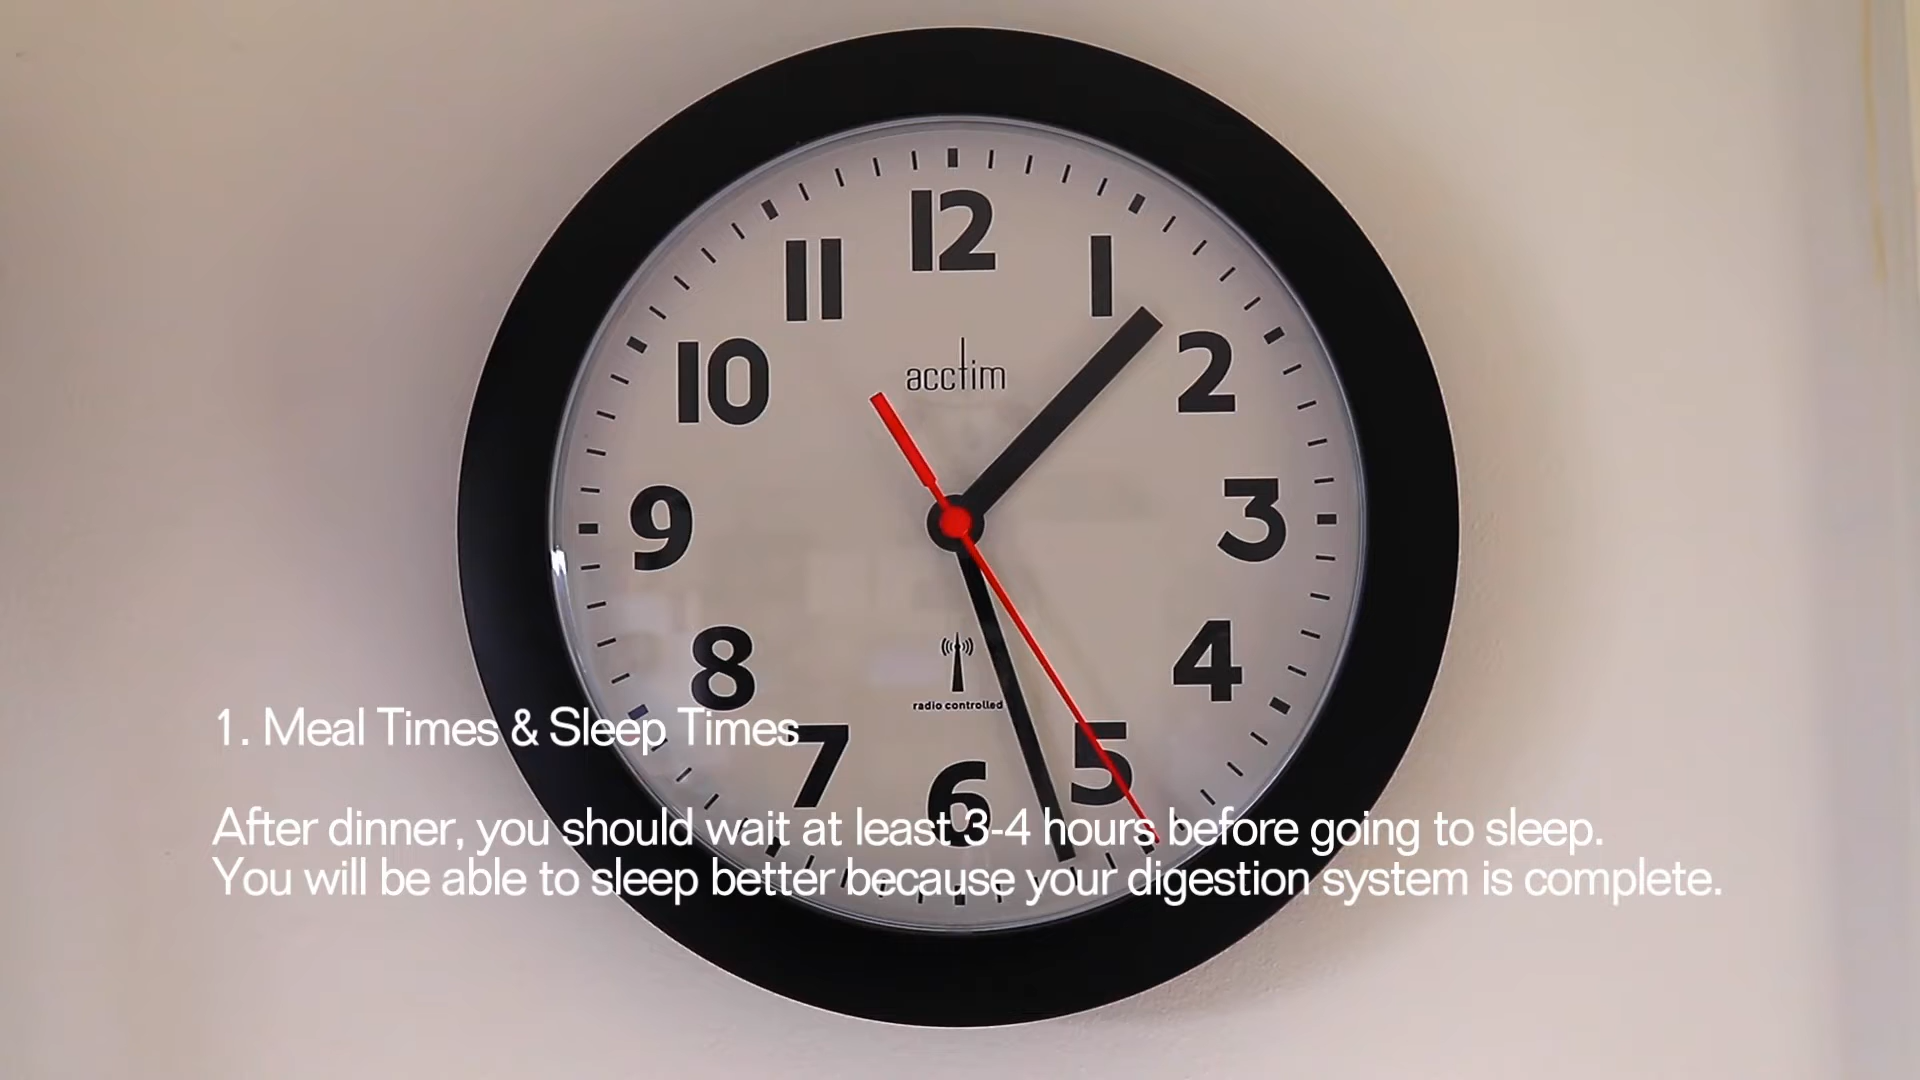 12
11
1
10
2
acctim
9
3
8
4
radio controlled
7
5
6
1. Meal Times & Sleep Times
After dinner, you should wait at least 3-4 hours before going to sleep.
You will be able to sleep better because your digestion system is complete.